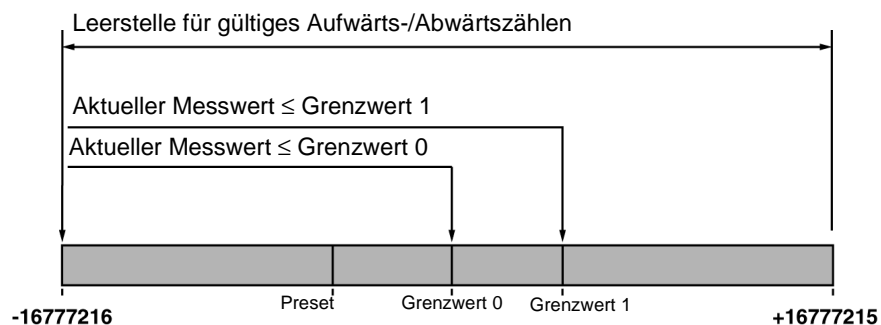 Leerstelle für gültiges Aufwärts-/Abwärtszählen
Aktueller Messwert ≤ Grenzwert 1
Aktueller Messwert ≤ Grenzwert 0
Preset Grenzwert 0 Grenzwert 1
-16777216 +16777215